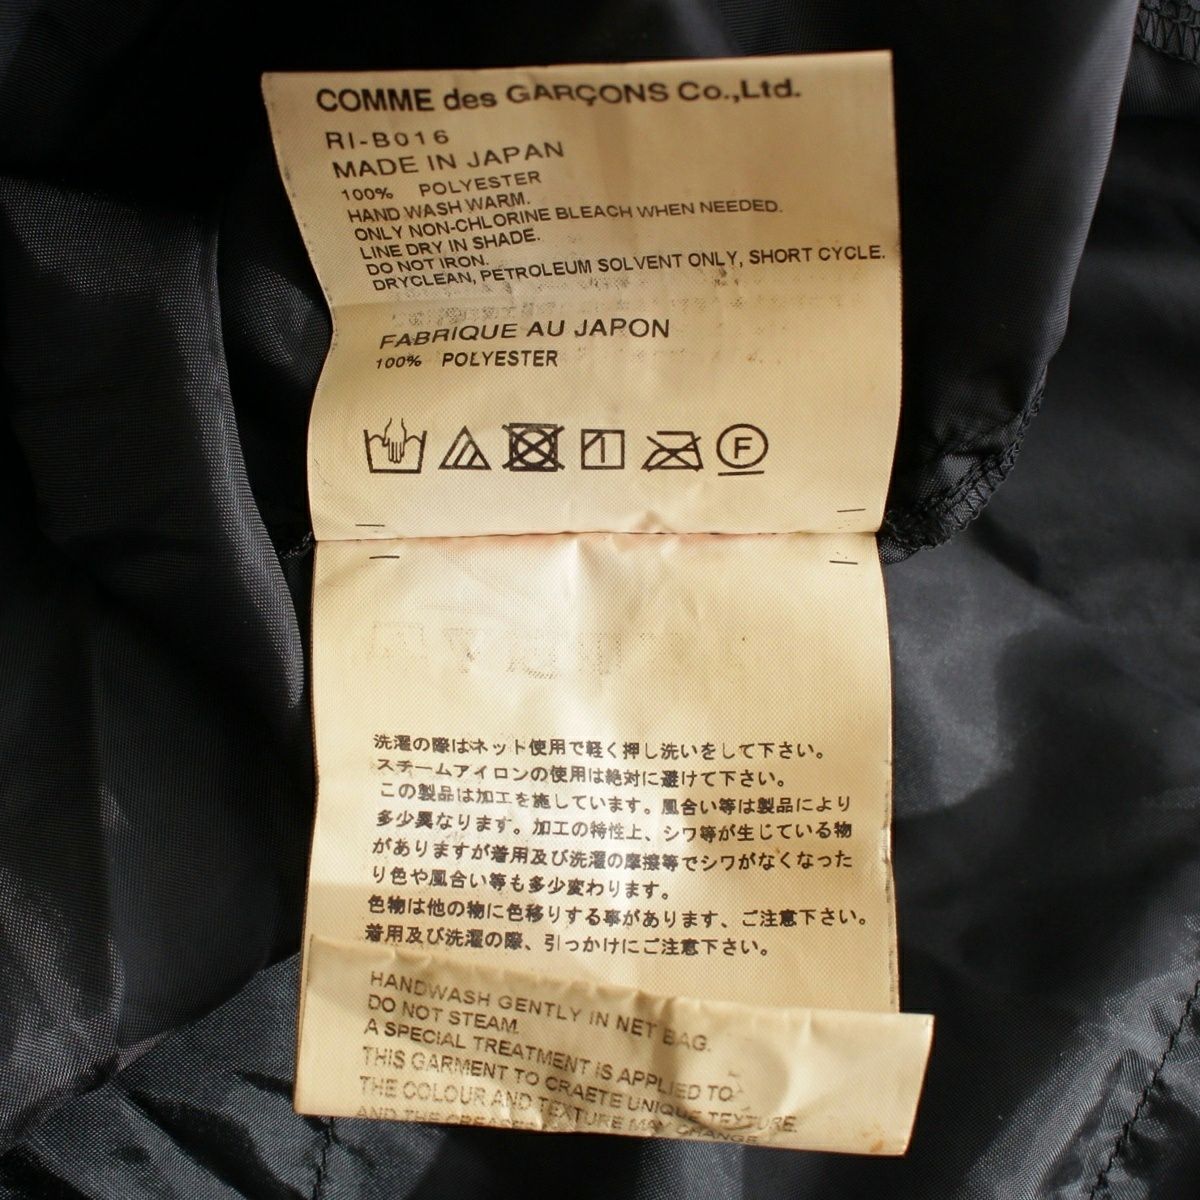 COMME des GARÇONS Co.,Ltd.
RI-B016
MADE IN JAPAN
100% POLYESTER
HAND WASH WARM.
ONLY NON-CHLORINE BLEACH WHEN NEEDED.
LINE DRY IN SHADE.
DO NOT IRON.
DRYCLEAN, PETROLEUM SOLVENT ONLY, SHORT CYCLE.
FABRIQUE AU JAPON
100% POLYESTER
F
洗濯の際はネット使用で軽く押し洗いをして下さい。
スチームアイロンの使用は絶対に避けて下さい。
この製品は加工を施しています。風合い等は製品により
多少異なります。加工の特性上、シワ等が生じている物
がありますが着用及び洗濯の摩擦等でシワがなくなった
り色や風合い等も多少変わります。
色物は他の物に色移りする事があります、ご注意下さい。
着用及び洗濯の際、引っかけにご注意下さい。
HANDWASH GENTLY IN NET BAG.
DO NOT STEAM.
A SPECIAL TREATMENT IS APPLIED TO
THIS GARMENT TO CRAETE UNIQUE TEXTURE.
THE COLOUR AND TEXTURE MAY CHANGE
AND THE